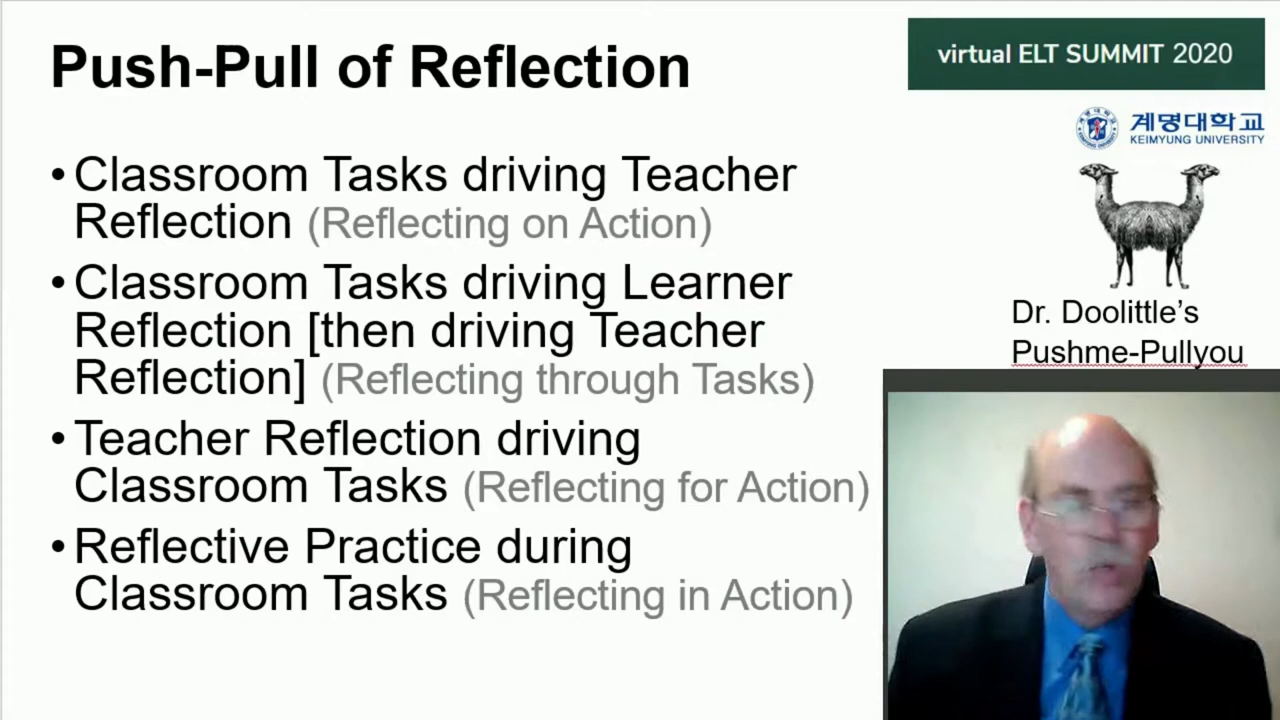 Push-Pull of Reflection
• Classroom Tasks driving Teacher
Reflection (Reflecting on Action)
• Classroom Tasks driving Learner
Reflection [then driving Teacher
Reflection] (Reflecting through Tasks)
• Teacher Reflection driving
Classroom Tasks (Reflecting for Action)
• Reflective Practice during
Classroom Tasks (Reflecting in Action)
virtual ELT SUMMIT 2020
계명대학교
KEIMYUNG UNIVERSITY
Dr. Doolittle’s
Pushme-Pullyou